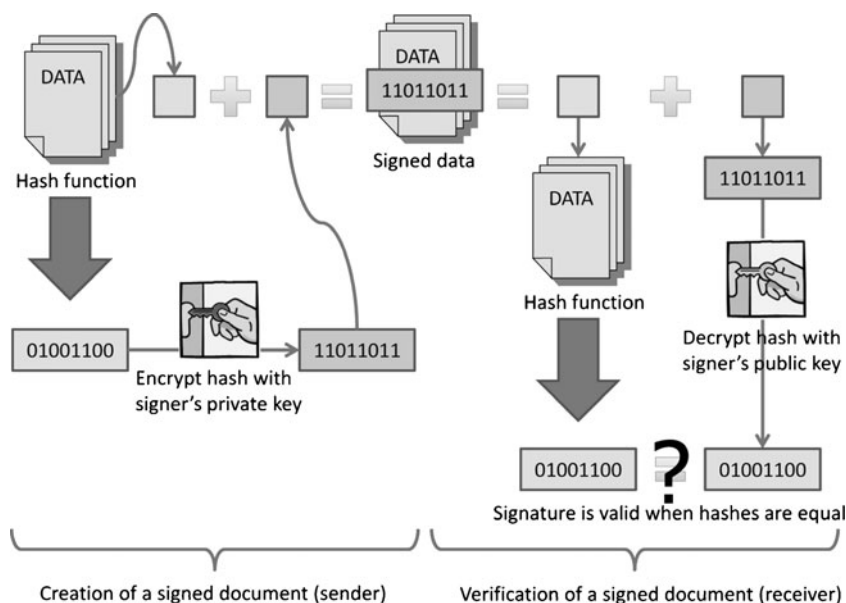 DATA
Hash function
01001100
Encrypt hash with
signer's private key
11011011
DATA
11011011
Signed data
DATA
Hash function
01001100
11011011
Decrypt hash with
signer's public key
01001100
?
Signature is valid when hashes are equal
Creation of a signed document (sender)
Verification of a signed document (receiver)